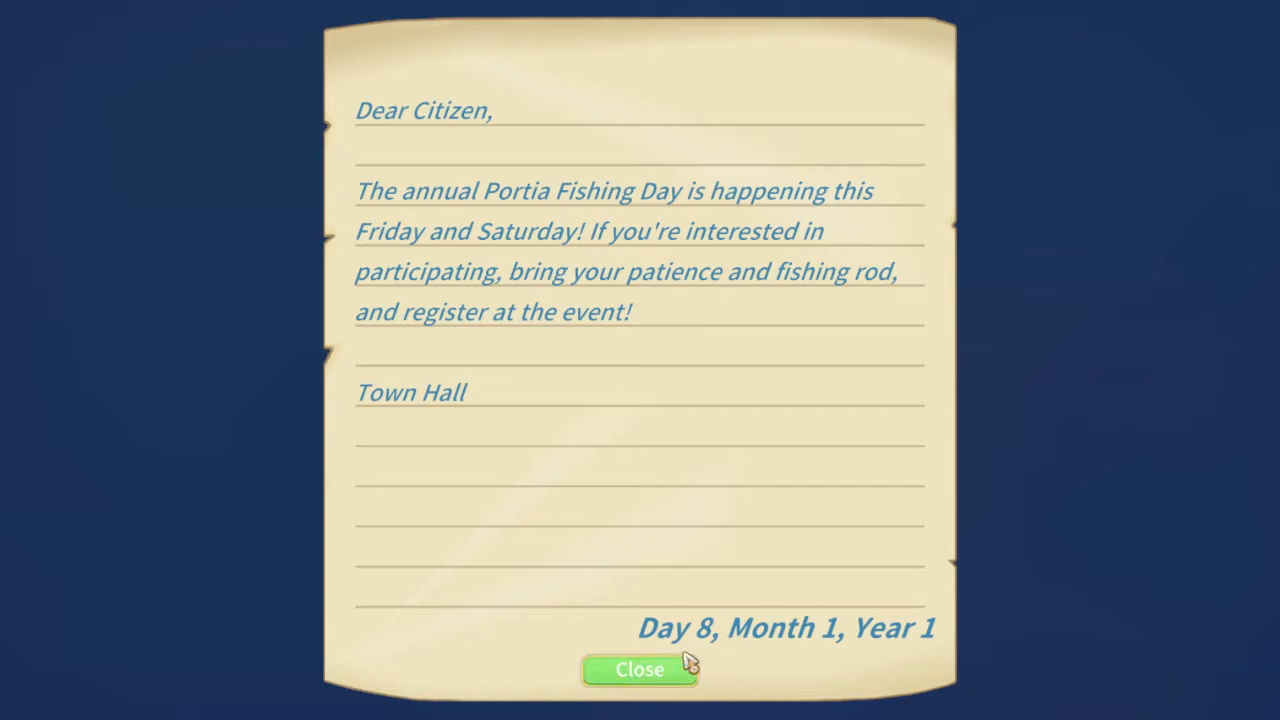 Dear Citizen,
The annual Portia Fishing Day is happening this
Friday and Saturday! If you're interested in
participating, bring your patience and fishing rod,
and register at the event!
Town Hall
Day 8, Month 1, Year 1
Close